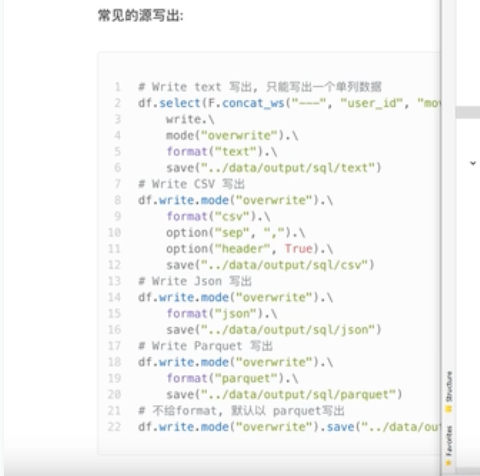 常见的源写出:
1 # Write text 写出, 只能写出一个单列数据
2 df.select(F.concat_ws("---", "user_id", "mov
3 write.\
4 mode("overwrite").\
5 format("text").\
6 save("../data/output/sql/text")
7 # Write CSV 写出
8 df.write.mode("overwrite").\
9 format("csv").\
10 option("sep", ",").\
11 option("header", True).\
12 save("../data/output/sql/csv")
13 # Write Json 写出
14 df.write.mode("overwrite").\
15 format("json").\
16 save("../data/output/sql/json")
17 # Write Parquet 写出
18 df.write.mode("overwrite").\
19 format("parquet").\
20 save("../data/output/sql/parquet")
21 # 不给format, 默认以 parquet写出
22 df.write.mode("overwrite").save("../data/out
Structure
Favorites